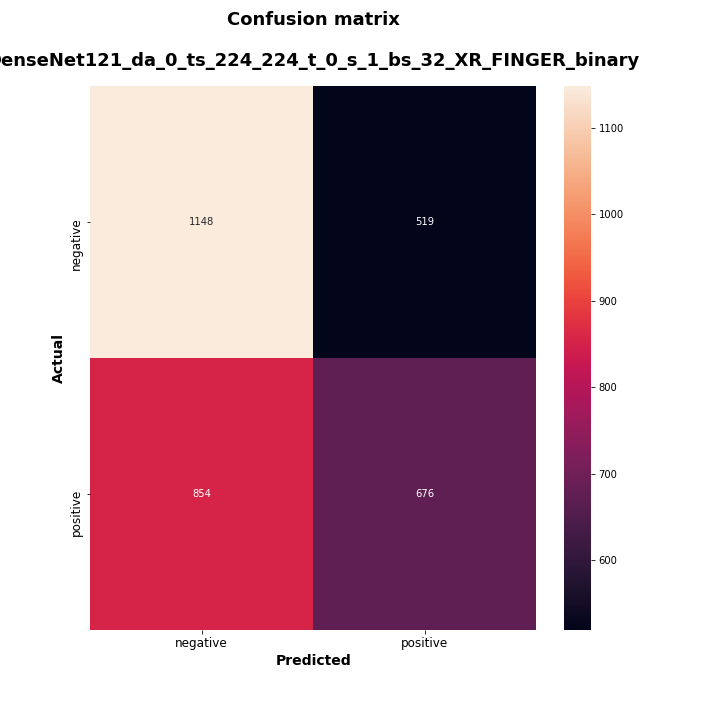 Confusion matrix
enseNet121_da_0_ts_224_224_t_0_s_1_bs_32_XR_FINGER_binary
1148
519
854
676
negative
positive
Actual
negative
positive
Predicted
1100
1000
900
800
700
600